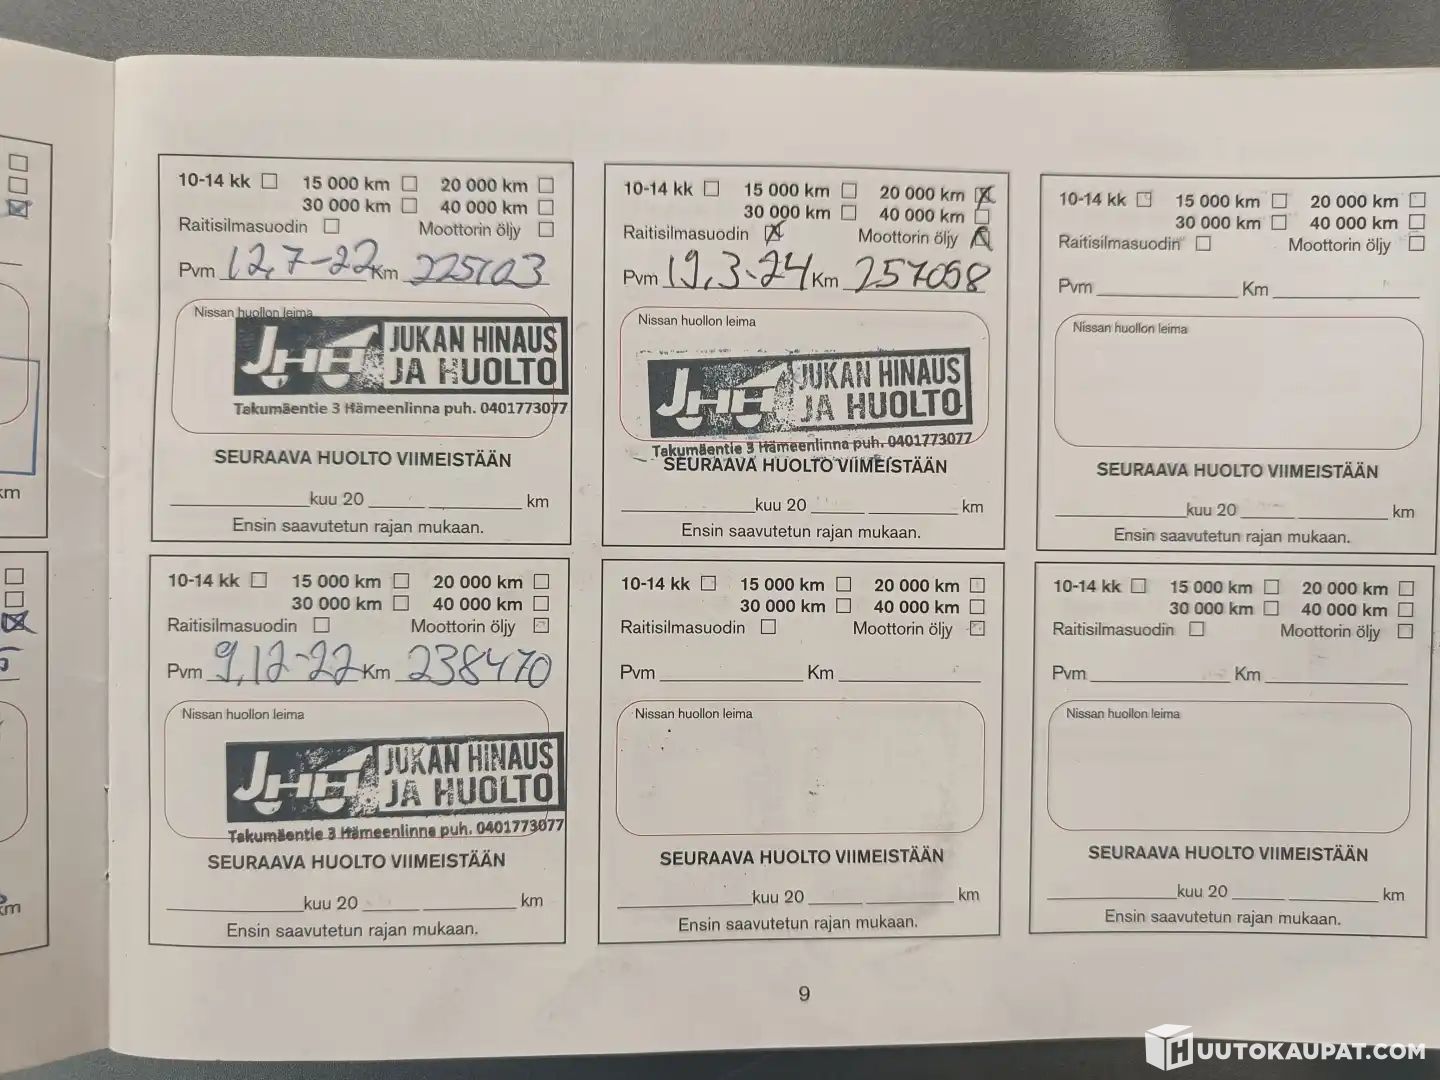 10-14 kk 15 000 km 20 000 km
30 000 km 40 000 km
Raitisilmasuodin Moottorin öljy
Pvm 12,7-22 Km 225103
Nissan huollon leima
JHH JUKAN HINAUS
JA HUOLTO
Takumäentie 3 Hämeenlinna puh. 0401773077
SEURAAVA HUOLTO VIIMEISTÄÄN
kuu 20 km
Ensin saavutetun rajan mukaan.
10-14 kk 15 000 km 20 000 km
30 000 km 40 000 km
Raitisilmasuodin Moottorin öljy
Pvm 9,12-22 Km 238470
Nissan huollon leima
JHH JUKAN HINAUS
JA HUOLTO
Takumäentie 3 Hämeenlinna puh. 0401773077
SEURAAVA HUOLTO VIIMEISTÄÄN
kuu 20 km
Ensin saavutetun rajan mukaan.
10-14 kk 15 000 km 20 000 km
30 000 km 40 000 km
Raitisilmasuodin Moottorin öljy
Pvm 19,3-24 Km 257058
Nissan huollon leima
JHH JUKAN HINAUS
JA HUOLTO
Takumäentie 3 Hämeenlinna puh. 0401773077
SEURAAVA HUOLTO VIIMEISTÄÄN
kuu 20 km
Ensin saavutetun rajan mukaan.
10-14 kk 15 000 km 20 000 km
30 000 km 40 000 km
Raitisilmasuodin Moottorin öljy
Pvm Km
Nissan huollon leima
SEURAAVA HUOLTO VIIMEISTÄÄN
kuu 20 km
Ensin saavutetun rajan mukaan.
10-14 kk 15 000 km 20 000 km
30 000 km 40 000 km
Raitisilmasuodin Moottorin öljy
Pvm Km
Nissan huollon leima
SEURAAVA HUOLTO VIIMEISTÄÄN
kuu 20 km
Ensin saavutetun rajan mukaan.
10-14 kk 15 000 km 20 000 km
30 000 km 40 000 km
Raitisilmasuodin Moottorin öljy
Pvm Km
Nissan huollon leima
SEURAAVA HUOLTO VIIMEISTÄÄN
kuu 20 km
Ensin saavutetun rajan mukaan.
9
HUUTOKAUPAT.COM